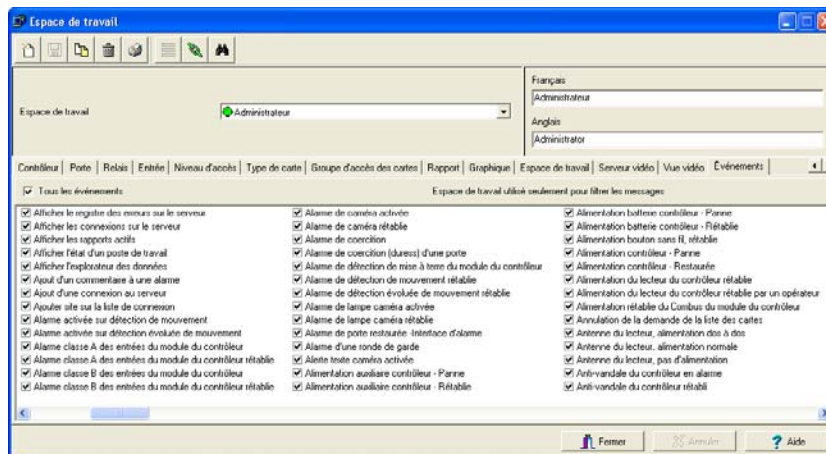 Espace de travail
Français
Administrateur
Espace de travail
Administrateur
Anglais
Administrator
Contrôleur Porte Relais Entrée Niveau d'accès Type de carte Groupe d'accès des cartes Rapport Graphique Espace de travail Serveur vidéo Vue vidéo Événements
Tous les événements Espace de travail utilisé seulement pour filtrer les messages
Afficher le registre des erreurs sur le serveur Alarme de caméra activée Alimentation batterie contrôleur - Panne
Afficher les connexions sur le serveur Alarme de caméra rétablie Alimentation batterie contrôleur - Rétablie
Afficher les rapports actifs Alarme de coercition Alimentation bouton sans fil, rétablie
Afficher l'état d'un poste de travail Alarme de coercition (duress) d'une porte Alimentation contrôleur - Panne
Afficher l'explorateur des données Alarme de détection de mise à terre du module du contrôleur Alimentation contrôleur - Restaurée
Ajout d'un commentaire à une alarme Alarme de détection de mouvement rétablie Alimentation du lecteur du contrôleur rétablie
Ajout d'une connexion au serveur Alarme de détection évoluée de mouvement rétablie Alimentation du lecteur du contrôleur rétablie par un opérateur
Ajouter site sur la liste de connexion Alarme de lampe caméra activée Alimentation rétablie du Combus du module du contrôleur
Alarme activée sur détection de mouvement Alarme de lampe caméra rétablie Annulation de la demande de la liste des cartes
Alarme activée sur détection évoluée de mouvement Alarme de porte restaurée -Interface d'alarme Antenne du lecteur, alimentation dos à dos
Alarme classe A des entrées du module du contrôleur Alarme d'une ronde de garde Antenne du lecteur, alimentation normale
Alarme classe A des entrées du module du contrôleur rétablie Alerte texte caméra activée Antenne du lecteur, pas d'alimentation
Alarme classe B des entrées du module du contrôleur Alimentation auxiliaire contrôleur - Panne Anti-vandale du contrôleur en alarme
Alarme classe B des entrées du module du contrôleur rétablie Alimentation auxiliaire contrôleur - Rétablie Anti-vandale du contrôleur rétabli
Fermer Annuler Aide